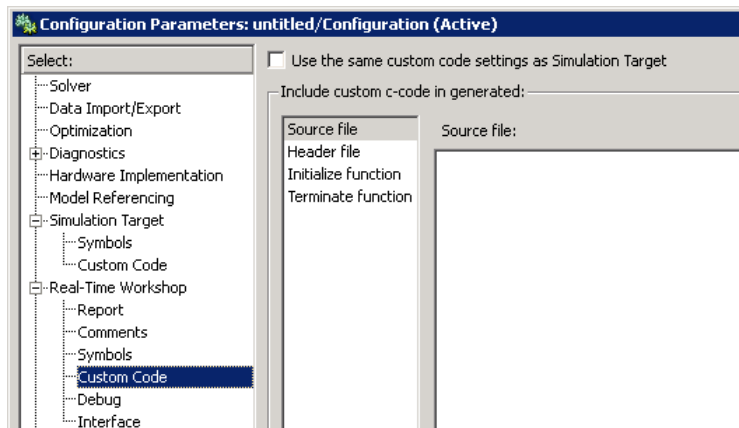 Configuration Parameters: untitled/Configuration (Active)
Select:
Solver
Data Import/Export
Optimization
Diagnostics
Hardware Implementation
Model Referencing
Simulation Target
Symbols
Custom Code
Real-Time Workshop
Report
Comments
Symbols
Custom Code
Debug
Interface
Use the same custom code settings as Simulation Target
Include custom c-code in generated:
Source file
Header file
Initialize function
Terminate function
Source file: